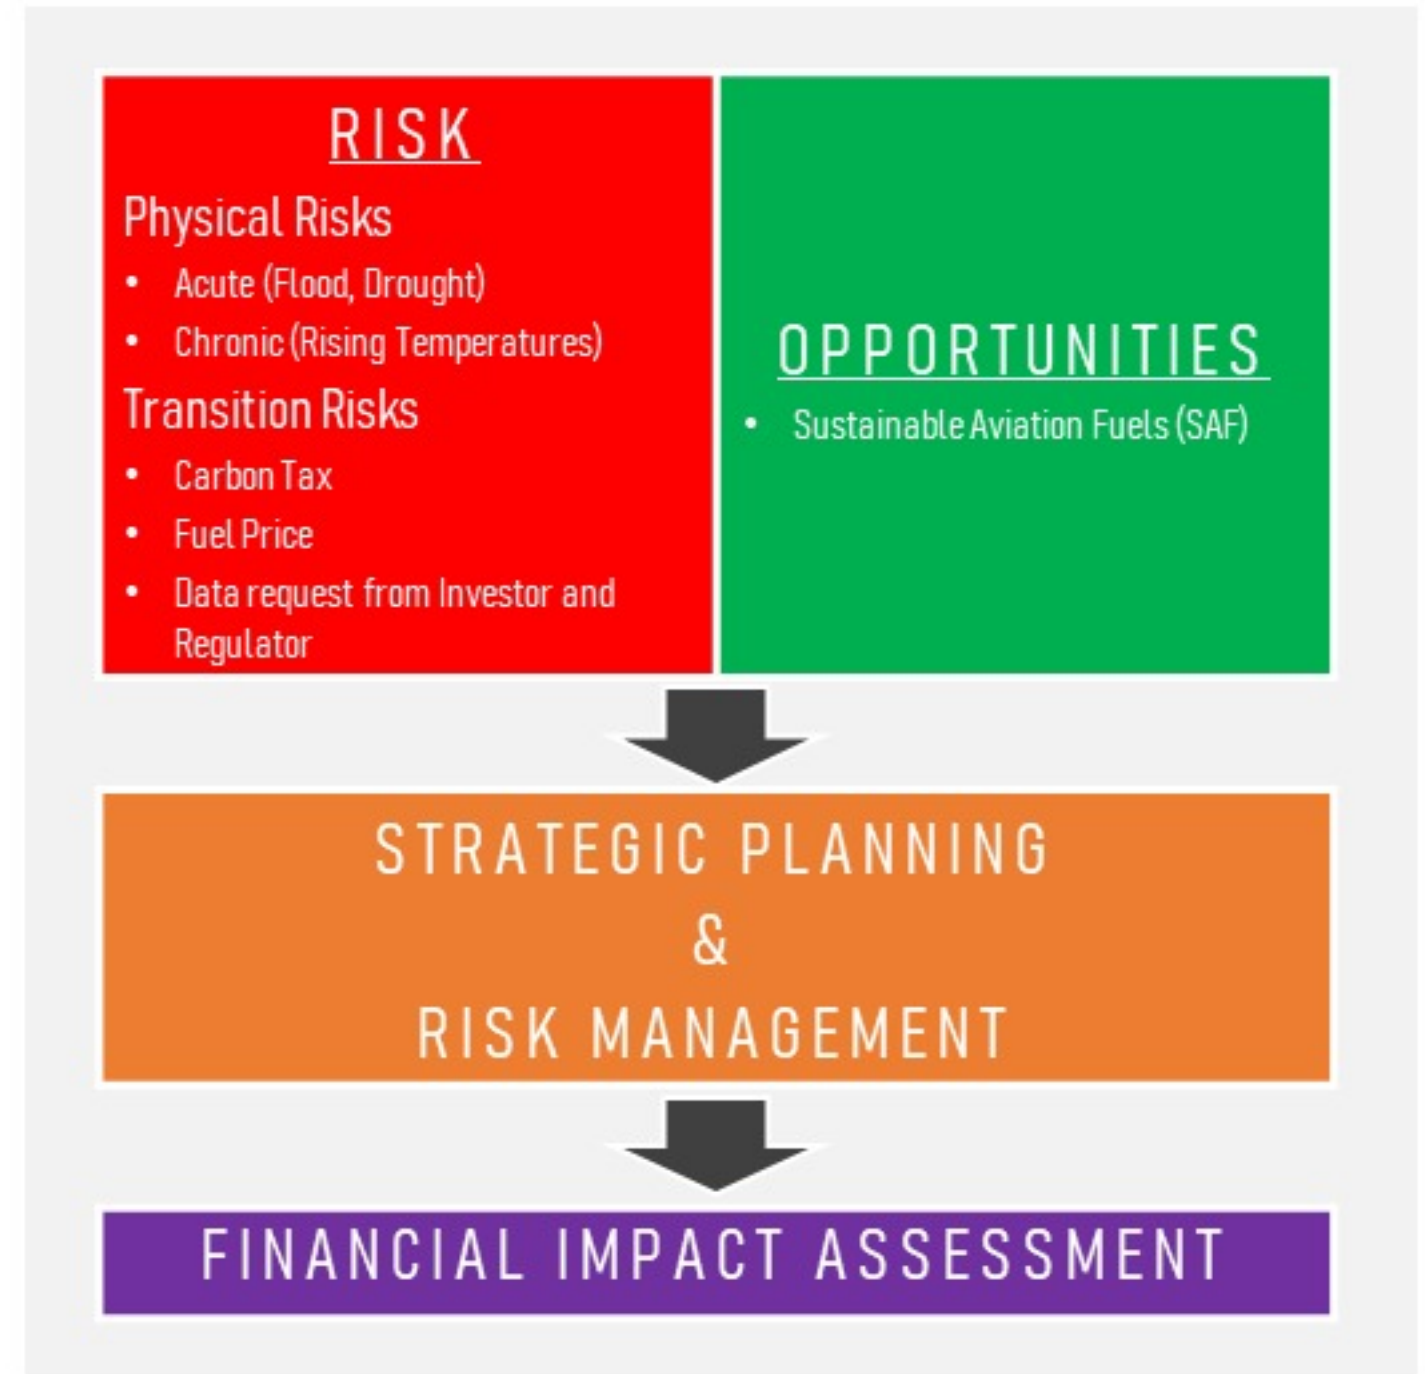 RISK
Physical Risks
• Acute (Flood, Drought)
• Chronic (Rising Temperatures)
Transition Risks
• Carbon Tax
• Fuel Price
• Data request from Investor and
Regulator
OPPORTUNITIES
• Sustainable Aviation Fuels (SAF)
STRATEGIC PLANNING
&
RISK MANAGEMENT
FINANCIAL IMPACT ASSESSMENT